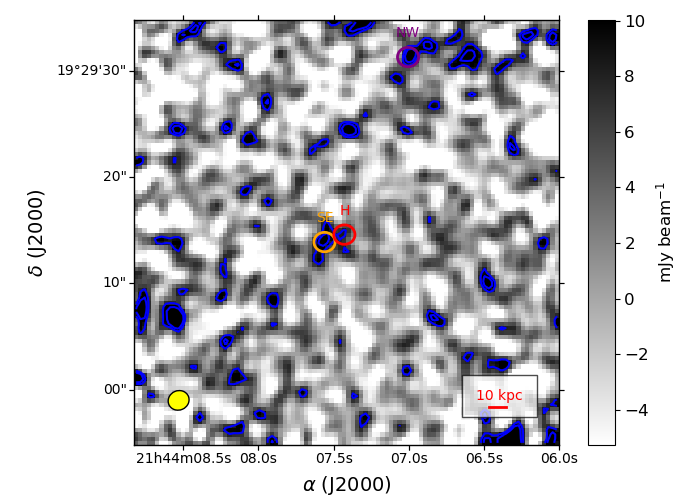 NW
SE
H
10 kpc
19°29'30"
20"
10"
00"
δ (J2000)
21h44m08.5s 08.0s 07.5s 07.0s 06.5s 06.0s
α (J2000)
10
8
6
4
2
0
−2
−4
mJy beam⁻¹